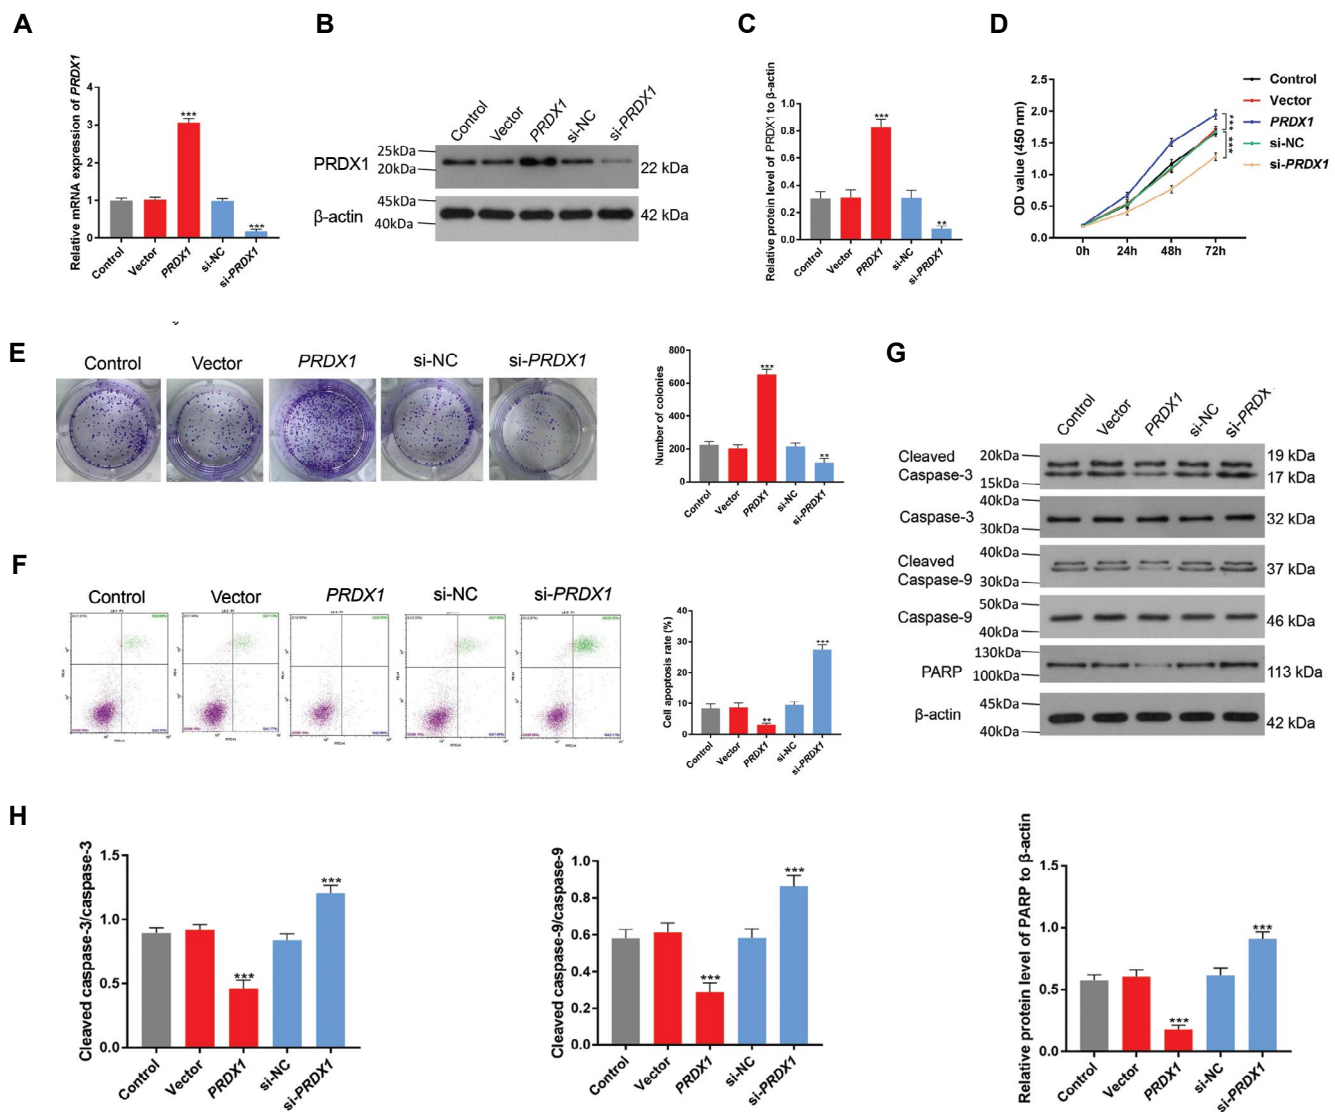 A
B
C
D
Relative mRNA expression of PRDX1
4
3
2
1
0
***
***
Control
Vector
PRDX1
si-NC
si-PRDX1
Control
Vector
PRDX1
si-NC
si-PRDX1
PRDX1
25kDa
20kDa
22 kDa
β-actin
45kDa
40kDa
42 kDa
Relative protein level of PRDX1 to β-actin
1.0
0.8
0.6
0.4
0.2
0.0
***
**
Control
Vector
PRDX1
si-NC
si-PRDX1
OD value (450 nm)
2.5
2.0
1.5
1.0
0.5
0.0
0h
24h
48h
72h
***
***
Control
Vector
PRDX1
si-NC
si-PRDX1
E
Control
Vector
PRDX1
si-NC
si-PRDX1
Number of colonies
800
600
400
200
0
***
**
Control
Vector
PRDX1
si-NC
si-PRDX1
F
Control
Vector
PRDX1
si-NC
si-PRDX1
Cell apoptosis rate (%)
40
30
20
10
0
**
***
Control
Vector
PRDX1
si-NC
si-PRDX1
G
Control
Vector
PRDX1
si-NC
si-PRDX
Cleaved
Caspase-3
20kDa
15kDa
19 kDa
17 kDa
Caspase-3
40kDa
30kDa
32 kDa
Cleaved
Caspase-9
40kDa
30kDa
37 kDa
Caspase-9
50kDa
40kDa
46 kDa
PARP
130kDa
100kDa
113 kDa
β-actin
45kDa
40kDa
42 kDa
H
Cleaved caspase-3/caspase-3
1.5
1.0
0.5
0.0
***
***
Control
Vector
PRDX1
si-NC
si-PRDX1
Cleaved caspase-9/caspase-9
1.0
0.8
0.6
0.4
0.2
0.0
***
***
Control
Vector
PRDX1
si-NC
si-PRDX1
Relative protein level of PARP to β-actin
1.5
1.0
0.5
0.0
***
***
Control
Vector
PRDX1
si-NC
si-PRDX1